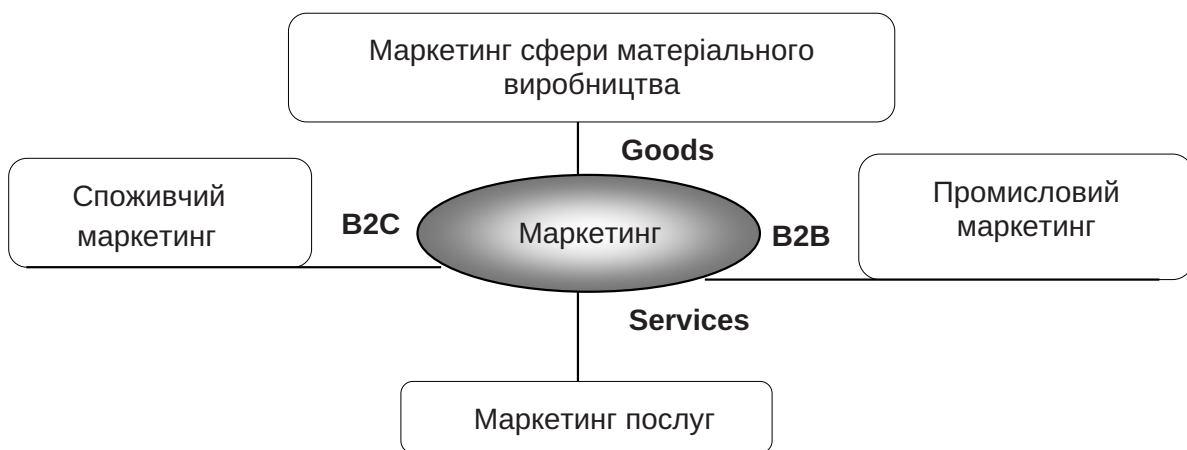 Маркетинг сфери матеріального
виробництва
Goods
Споживчий
маркетинг
B2C
Маркетинг
B2B
Промисловий
маркетинг
Services
Маркетинг послуг